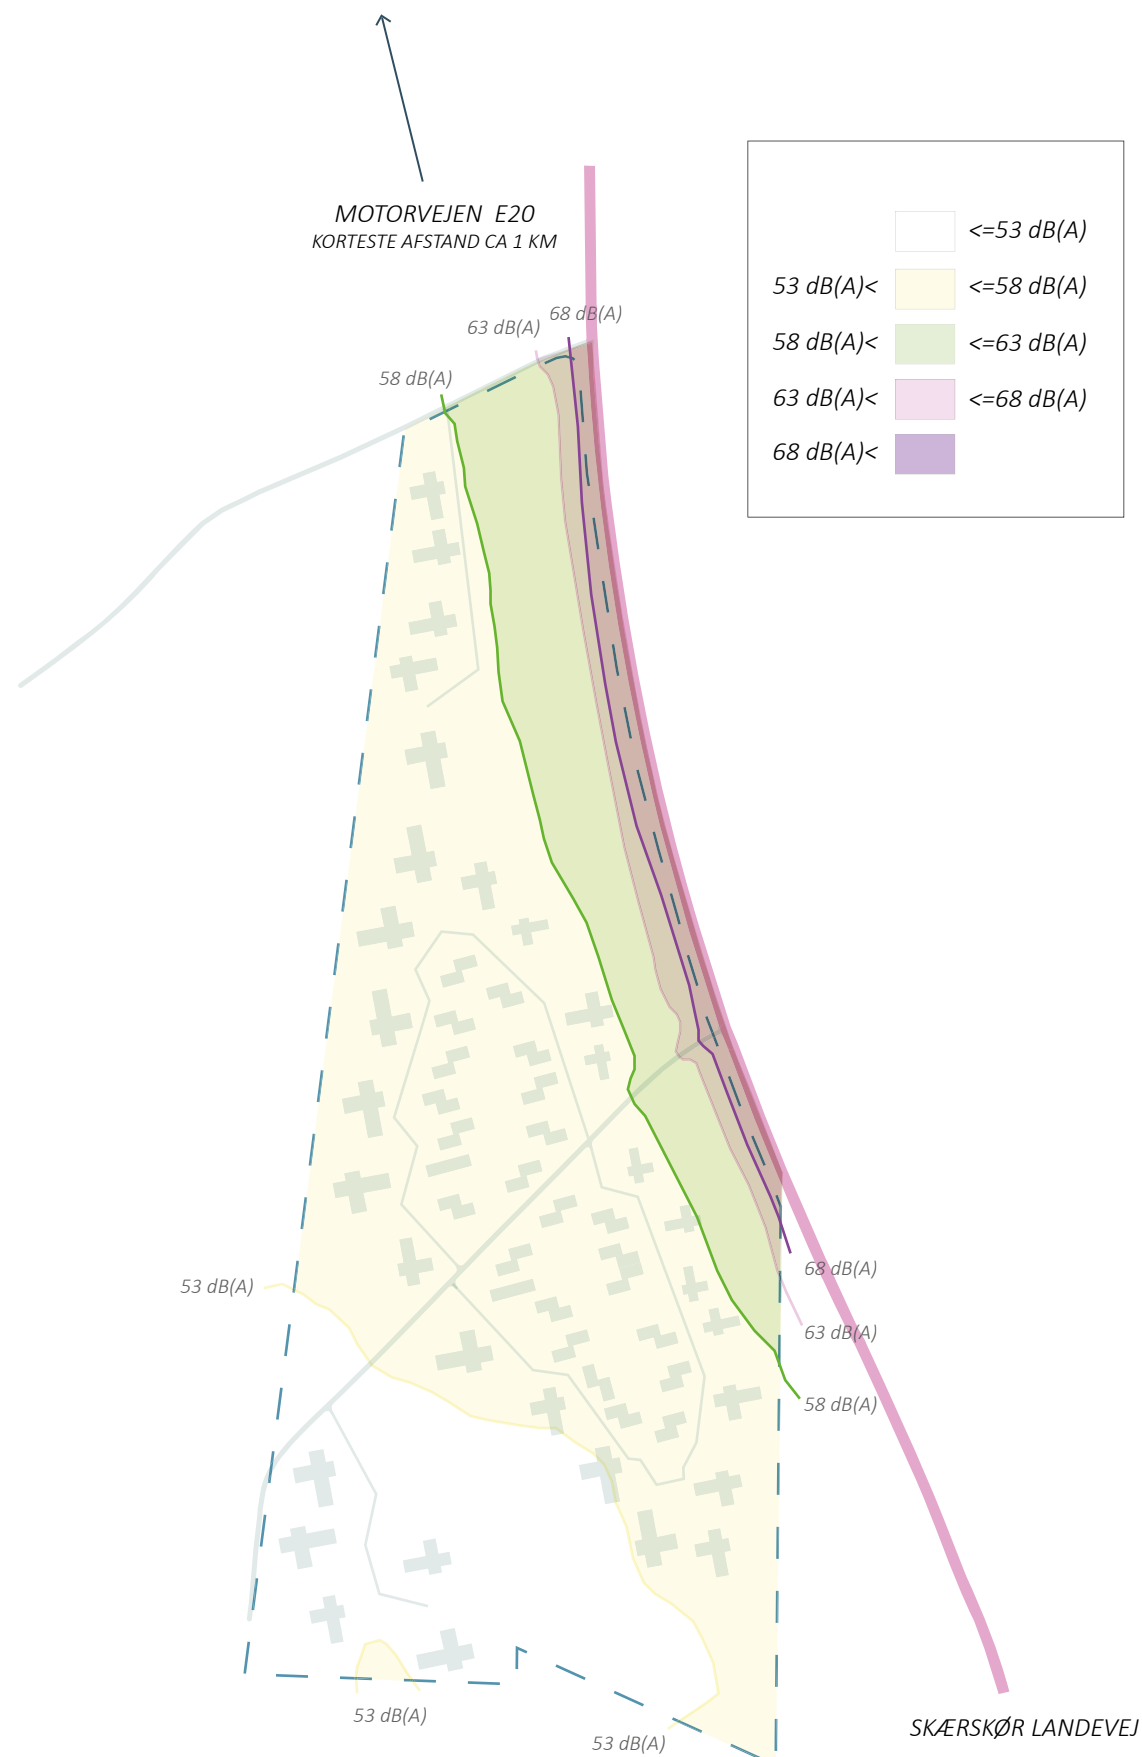 MOTORVEJEN E20
KORTESTE AFSTAND CA 1 KM
<=53 dB(A)
53 dB(A)< <=58 dB(A)
58 dB(A)< <=63 dB(A)
63 dB(A)< <=68 dB(A)
68 dB(A)<
68 dB(A)
63 dB(A)
58 dB(A)
53 dB(A)
68 dB(A)
63 dB(A)
58 dB(A)
53 dB(A)
53 dB(A)
SKÆRSKØR LANDEVEJ